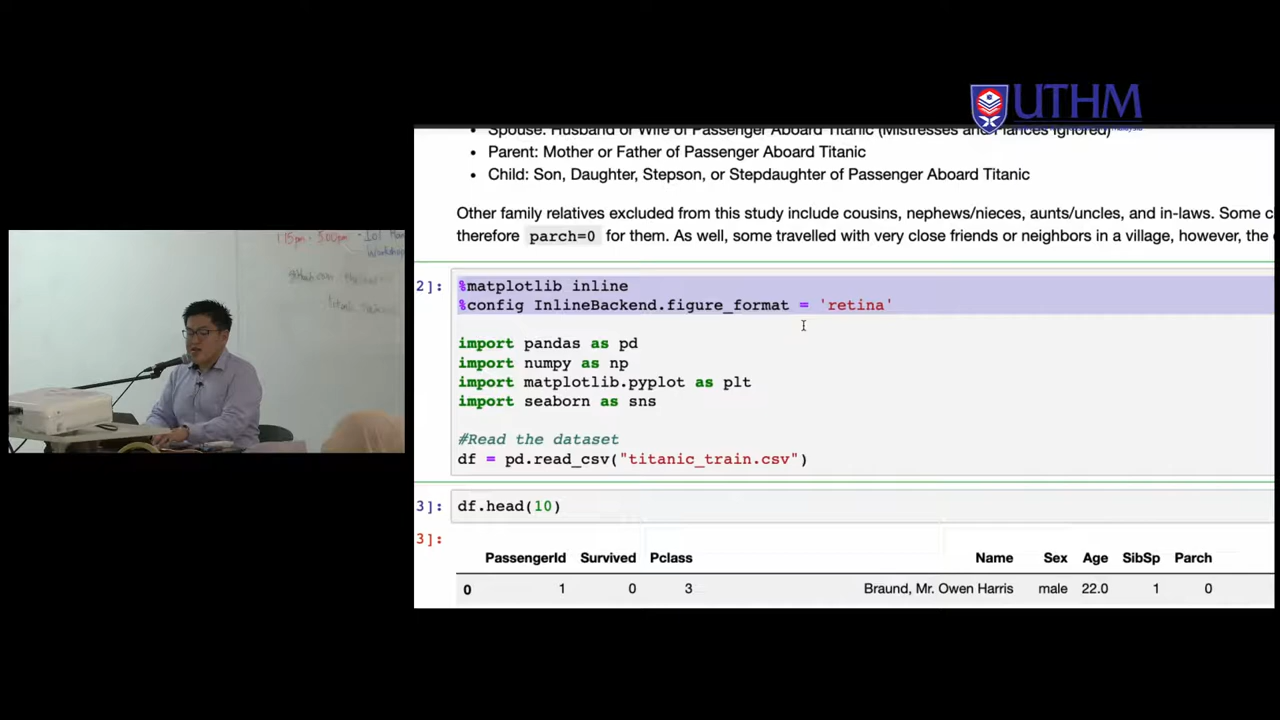 UTHM
Spouse: Husband or Wife of Passenger Aboard Titanic (Mistresses and Fiances Ignored)
• Parent: Mother or Father of Passenger Aboard Titanic
• Child: Son, Daughter, Stepson, or Stepdaughter of Passenger Aboard Titanic
Other family relatives excluded from this study include cousins, nephews/nieces, aunts/uncles, and in-laws. Some c
therefore parch=0 for them. As well, some travelled with very close friends or neighbors in a village, however, the
2]: %matplotlib inline
%config InlineBackend.figure_format = 'retina'
import pandas as pd
import numpy as np
import matplotlib.pyplot as plt
import seaborn as sns
#Read the dataset
df = pd.read_csv("titanic_train.csv")
3]: df.head(10)
3]:
PassengerId Survived Pclass Name Sex Age SibSp Parch
0 1 0 3 Braund, Mr. Owen Harris male 22.0 1 0
1:15pm - 5:00pm